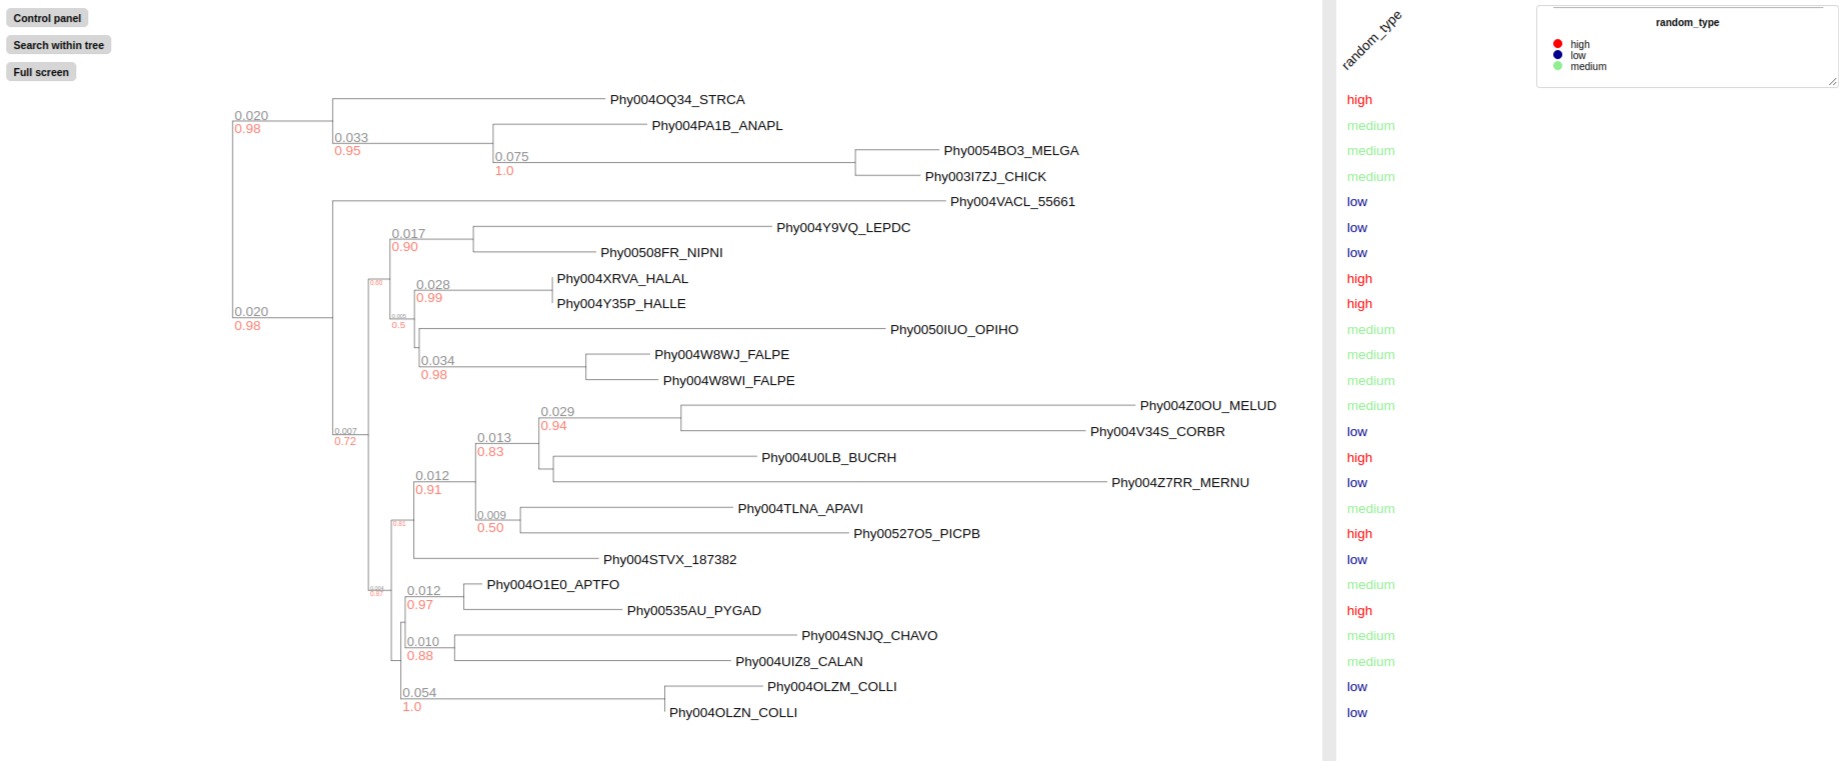 Control panel
Search within tree
Full screen
random_type
random_type
high
low
medium
Phy004OQ34_STRCA high
0.020
0.98
Phy004PA1B_ANAPL medium
0.033
0.95
Phy0054BO3_MELGA medium
0.075
1.0
Phy003I7ZJ_CHICK medium
Phy004VACL_55661 low
Phy004Y9VQ_LEPDC low
0.017
0.90
Phy00508FR_NIPNI low
Phy004XRVA_HALAL high
0.60
0.028
0.99
Phy004Y35P_HALLE high
0.020
0.98
0.005
0.5
Phy0050IUO_OPIHO medium
Phy004W8WJ_FALPE medium
0.034
0.98
Phy004W8WI_FALPE medium
Phy004Z0OU_MELUD medium
0.029
0.94
Phy004V34S_CORBR low
0.007
0.72
0.013
0.83
Phy004U0LB_BUCRH high
0.012
0.91
Phy004Z7RR_MERNU low
Phy004TLNA_APAVI medium
0.009
0.50
0.81
Phy00527O5_PICPB high
Phy004STVX_187382 low
Phy004O1E0_APTFO medium
0.012
0.97
Phy00535AU_PYGAD high
Phy004SNJQ_CHAVO medium
0.010
0.88
Phy004UIZ8_CALAN medium
Phy004OLZM_COLLI low
0.054
1.0
Phy004OLZN_COLLI low